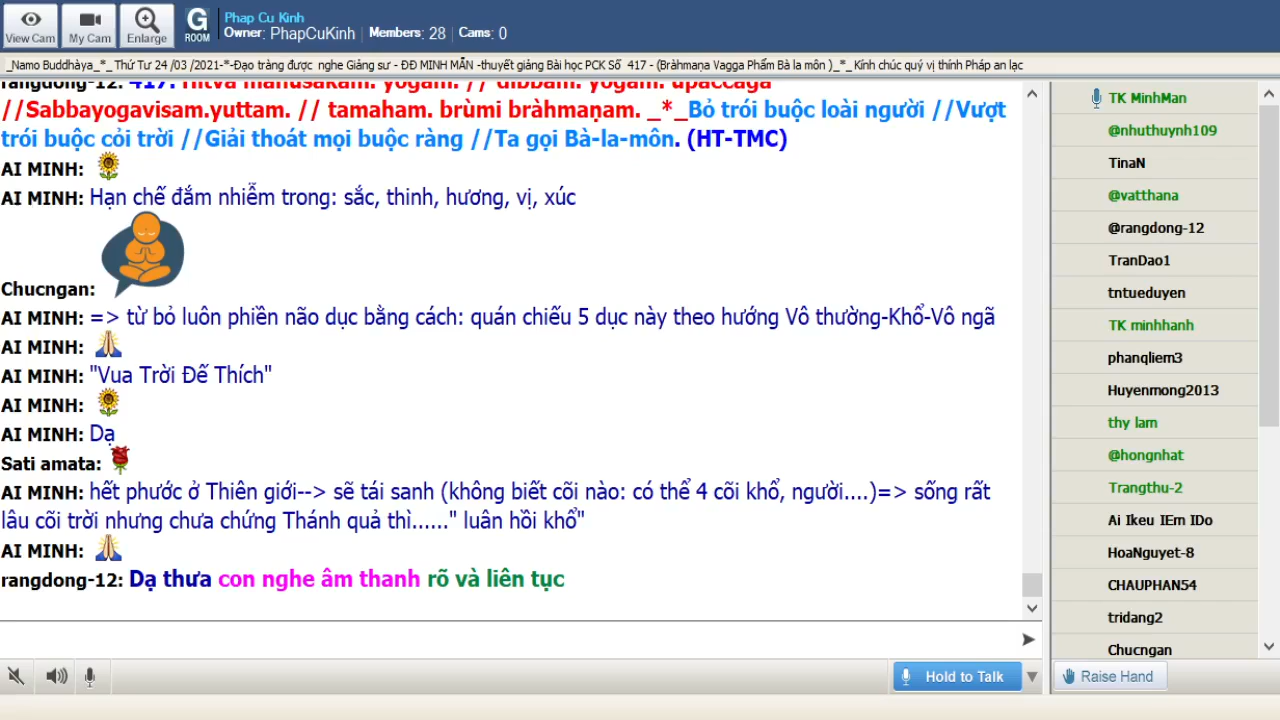 View Cam
My Cam
Enlarge
G
ROOM
Phap Cu Kinh
Owner: PhapCuKinh | Members: 28 | Cams: 0
_Namo Buddhàya_*_ Thứ Tư 24 /03 /2021-*-Đạo tràng được nghe Giảng sư - ĐĐ MINH MẪN -thuyết giảng Bài học PCK Số 417 - (Bràhmaṇa Vagga Phẩm Bà la môn )_*_ Kính chúc quý vị thính Pháp an lạc
rangdong-12: 417. Hitvà mànusakam. yogam. // dibbam. yogam. upaccagà
//Sabbayogavisam.yuttam. // tamaham. brùmi bràhmaṇam. _*_Bỏ trói buộc loài người //Vượt
trói buộc cỏi trời //Giải thoát mọi buộc ràng //Ta gọi Bà-la-môn. (HT-TMC)
AI MINH:
AI MINH: Hạn chế đắm nhiễm trong: sắc, thinh, hương, vị, xúc
Chucngan:
AI MINH: => từ bỏ luôn phiền não dục bằng cách: quán chiếu 5 dục này theo hướng Vô thường-Khổ-Vô ngã
AI MINH:
AI MINH: "Vua Trời Đế Thích"
AI MINH:
AI MINH: Dạ
Sati amata:
AI MINH: hết phước ở Thiên giới--> sẽ tái sanh (không biết cõi nào: có thể 4 cõi khổ, người....)=> sống rất
lâu cõi trời nhưng chưa chứng Thánh quả thì......" luân hồi khổ"
AI MINH:
rangdong-12: Dạ thưa con nghe âm thanh rõ và liên tục
Hold to Talk
TK MinhMan
@nhuthuynh109
TinaN
@vatthana
@rangdong-12
TranDao1
tntueduyen
TK minhhanh
phanqliem3
Huyenmong2013
thy lam
@hongnhat
Trangthu-2
Ai Ikeu IEm IDo
HoaNguyet-8
CHAUPHAN54
tridang2
Chucngan
Raise Hand